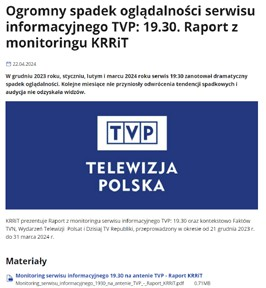 Ogromny spadek oglądalności serwisu
informacyjnego TVP: 19.30. Raport z
monitoringu KRRiT
22.04.2024
W grudniu 2023 roku, styczniu, lutym i marcu 2024 roku serwis 19:30 zanotował dramatyczny
spadek oglądalności. Kolejne miesiące nie przyniosły odwrócenia tendencji spadkowych i
audycja nie odzyskała widzów.
TVP
TELEWIZJA
POLSKA
KRRiT prezentuje Raport z monitoringu serwisu informacyjnego TVP: 19.30 oraz kontekstowo Faktów
TVN, Wydarzeń Telewizji Polsat i Dzisiaj TV Republiki, przeprowadzony w okresie od 21 grudnia 2023 r.
do 31 marca 2024 r.
Materiały
Monitoring serwisu informacyjnego 19.30 na antenie TVP - Raport KRRiT
Monitoring_serwisu_informacyjnego_1930_na_antenie_TVP_-_Raport_KRRiT.pdf 0.71MB